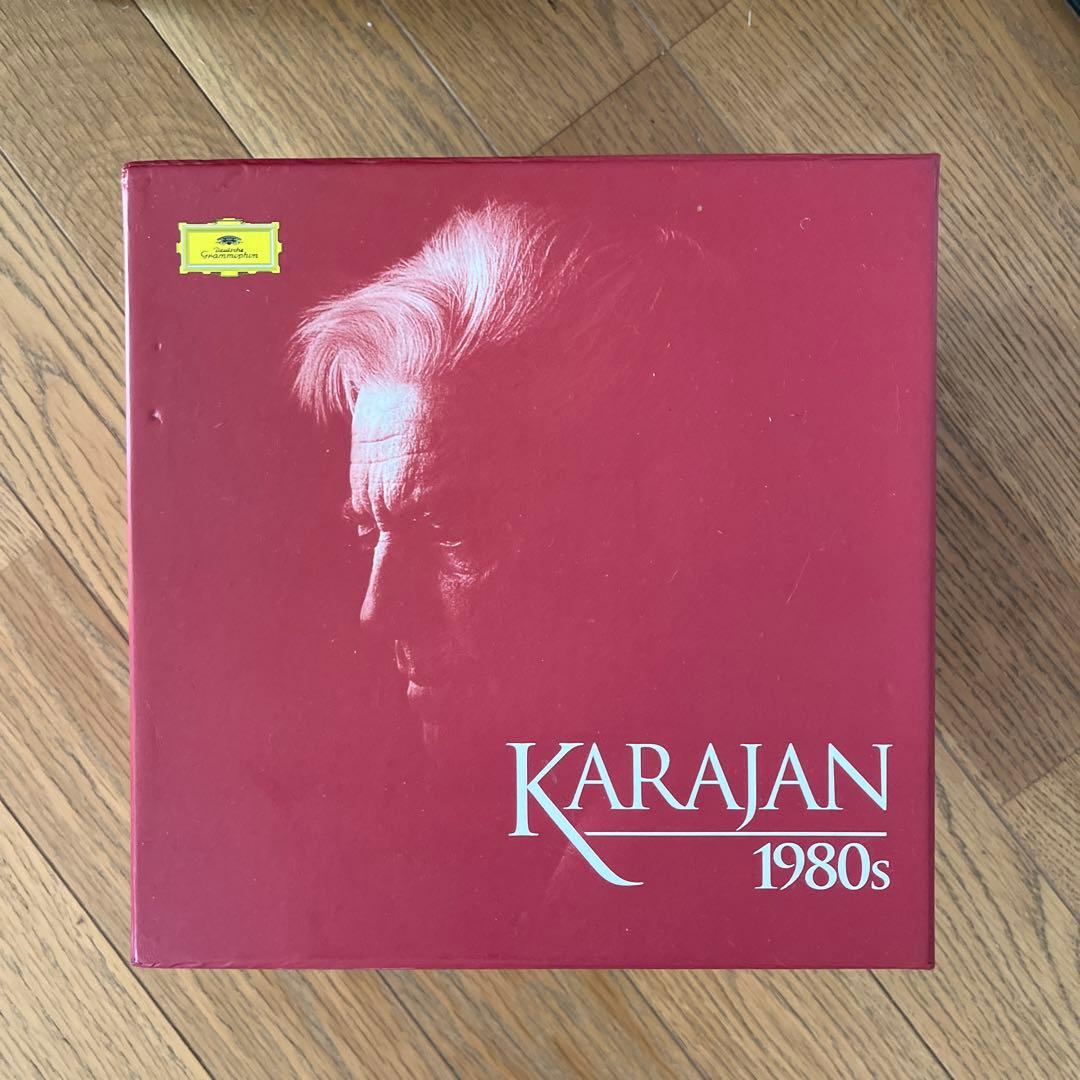 Deutsche
Grammophon
KARAJAN
1980s